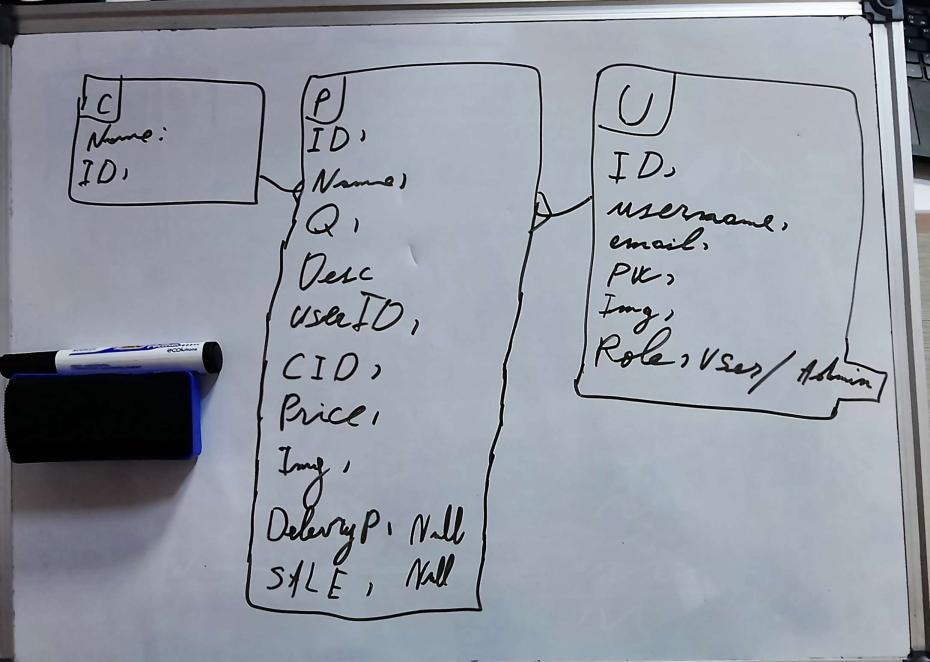 C
Name:
ID,
P
ID,
Name,
Q,
Desc
userID,
CID,
Price,
Img,
DelevryP, Null
SALE, Null
U
ID,
username,
email,
PW,
Img,
Role, User/Admin